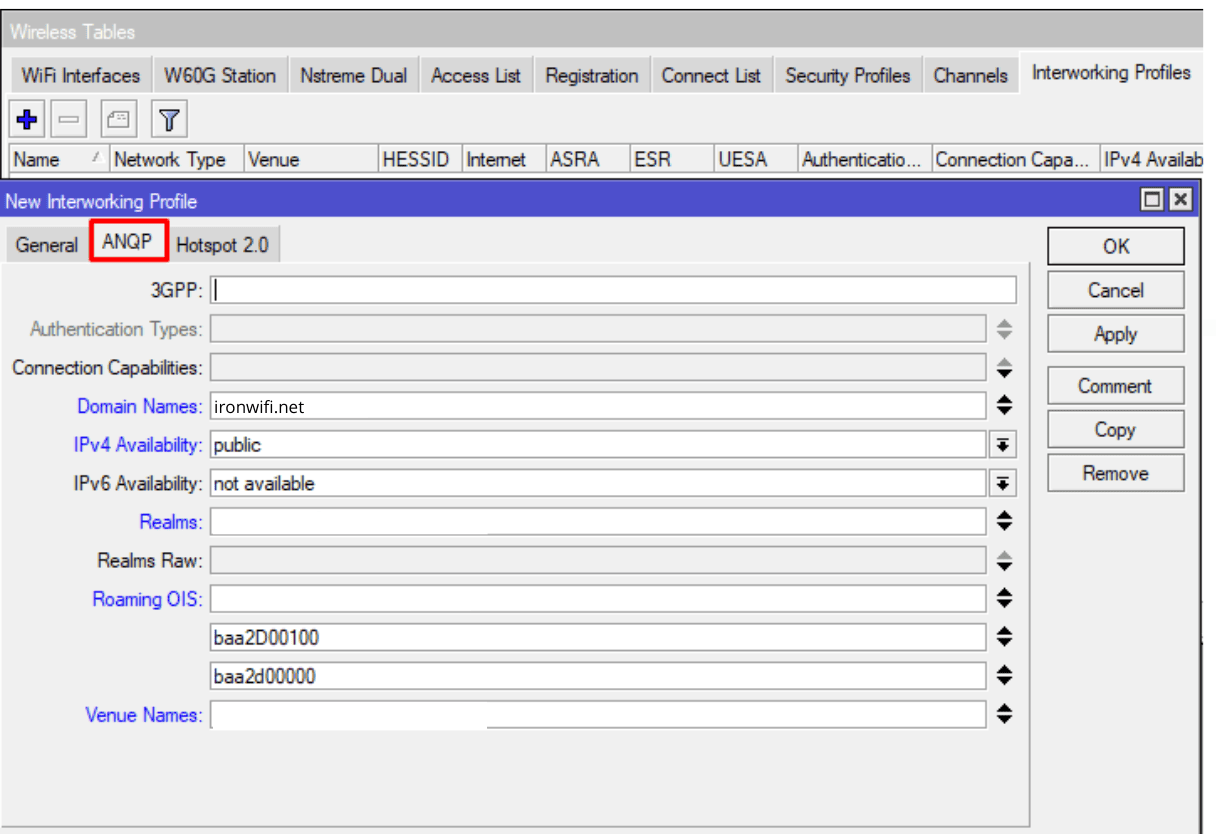 Wireless Tables
WiFi Interfaces W60G Station Nstreme Dual Access List Registration Connect List Security Profiles Channels Interworking Profiles
Name Network Type Venue HESSID Internet ASRA ESR UESA Authenticatio... Connection Capa... IPv4 Availab
New Interworking Profile
General ANQP Hotspot 2.0
OK
3GPP:
Cancel
Authentication Types:
Apply
Connection Capabilities:
Comment
Domain Names: ironwifi.net
Copy
IPv4 Availability: public
Remove
IPv6 Availability: not available
Realms:
Realms Raw:
Roaming OIS:
baa2D00100
baa2d00000
Venue Names: